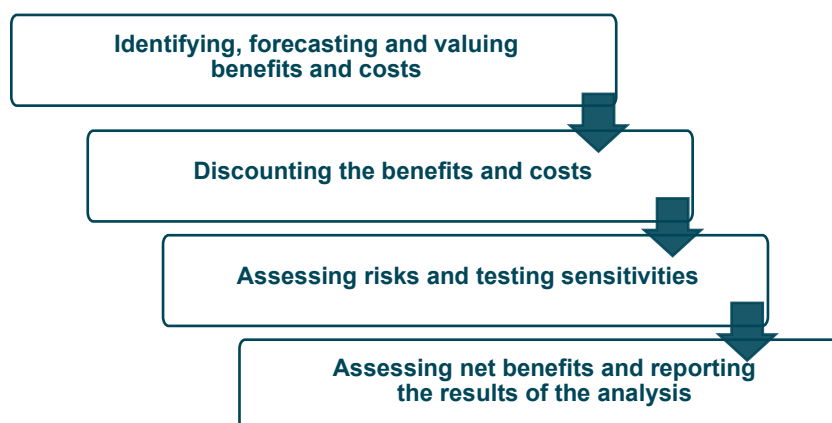 Identifying, forecasting and valuing
benefits and costs
Discounting the benefits and costs
Assessing risks and testing sensitivities
Assessing net benefits and reporting
the results of the analysis